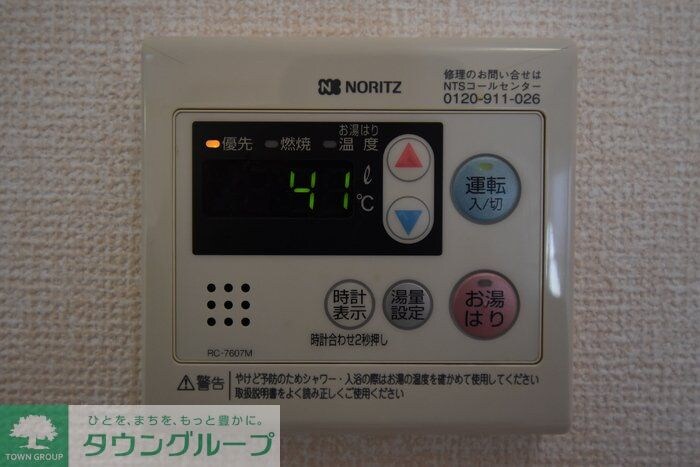 NORITZ
修理のお問い合せは
NTSコールセンター
0120-911-026
優先 燃焼 お湯はり
温度
41 ℓ
℃
運転
入/切
時計
表示
湯量
設定
お湯
はり
時計合わせ2秒押し
RC-7607M
警告
やけど予防のためシャワー・入浴の際はお湯の温度を確かめて使用してください
取扱説明書をよく読み正しくご使用ください
TOWN GROUP
ひとを、まちを、もっと豊かに。
タウングループ